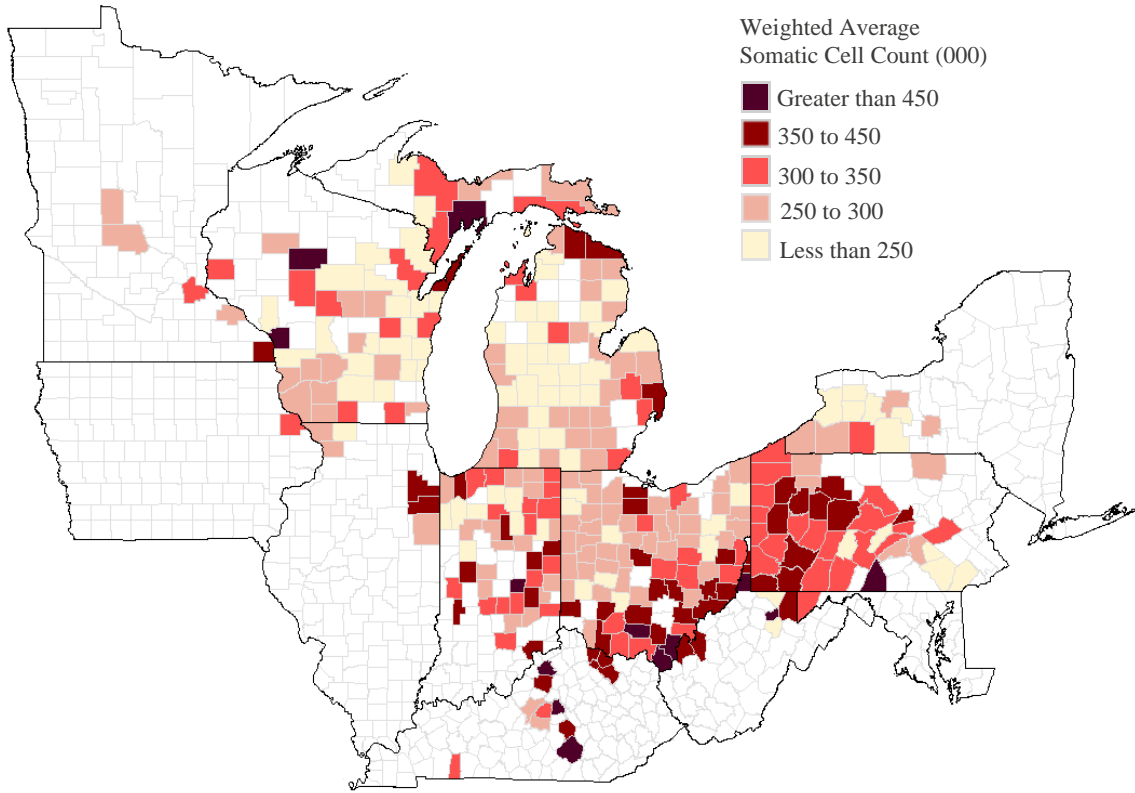 Weighted Average
Somatic Cell Count (000)
Greater than 450
350 to 450
300 to 350
250 to 300
Less than 250